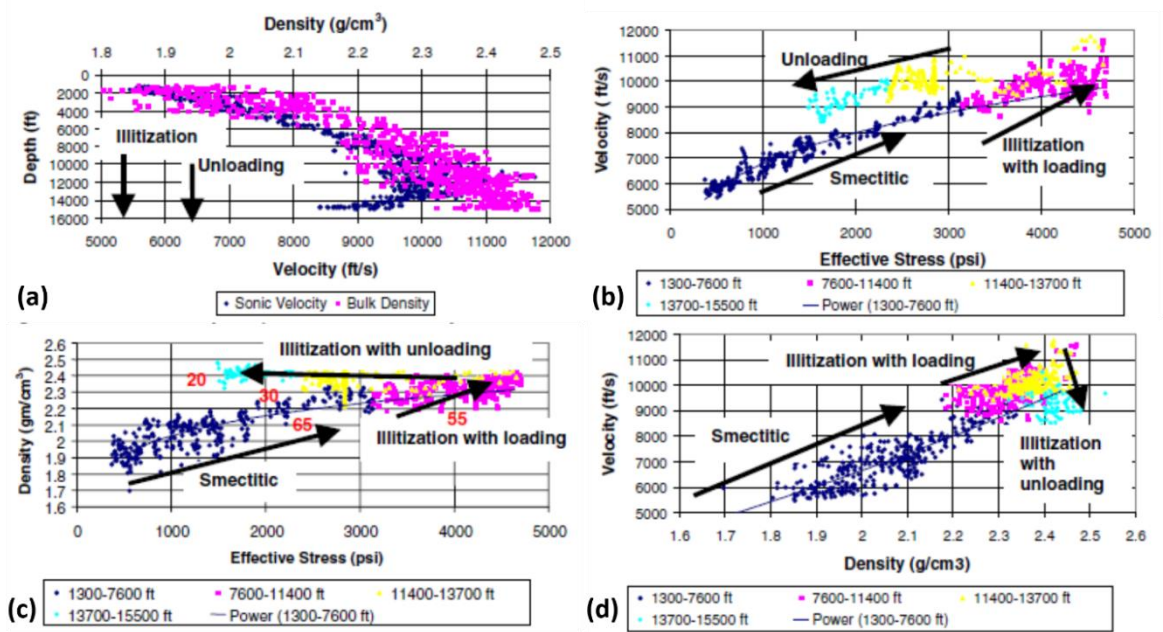 Density (g/cm³)
1.8 1.9 2 2.1 2.2 2.3 2.4 2.5
0
2000
4000
6000
8000
10000
12000
14000
16000
Depth (ft)
Illitization
Unloading
5000 6000 7000 8000 9000 10000 11000 12000
Velocity (ft/s)
(a)
Sonic Velocity Bulk Density
12000
11000
10000
9000
8000
7000
6000
5000
Velocity (ft/s)
Unloading
Illitization
with loading
Smectitic
0 1000 2000 3000 4000 5000
Effective Stress (psi)
(b)
1300-7600 ft 7600-11400 ft 11400-13700 ft
13700-15500 ft Power (1300-7600 ft)
2.6
2.5
2.4
2.3
2.2
2.1
2.0
1.9
1.8
1.7
1.6
Density (gm/cm³)
Illitization with unloading
20
30
65
55
Illitization with loading
Smectitic
0 1000 2000 3000 4000 5000
Effective Stress (psi)
(c)
1300-7600 ft 7600-11400 ft 11400-13700 ft
13700-15500 ft Power (1300-7600 ft)
12000
11000
10000
9000
8000
7000
6000
5000
Velocity (ft/s)
Illitization with loading
Smectitic
Illitization
with
unloading
1.6 1.7 1.8 1.9 2 2.1 2.2 2.3 2.4 2.5 2.6
Density (g/cm3)
(d)
1300-7600 ft 7600-11400 ft 11400-13700 ft
13700-15500 ft Power (1300-7600 ft)